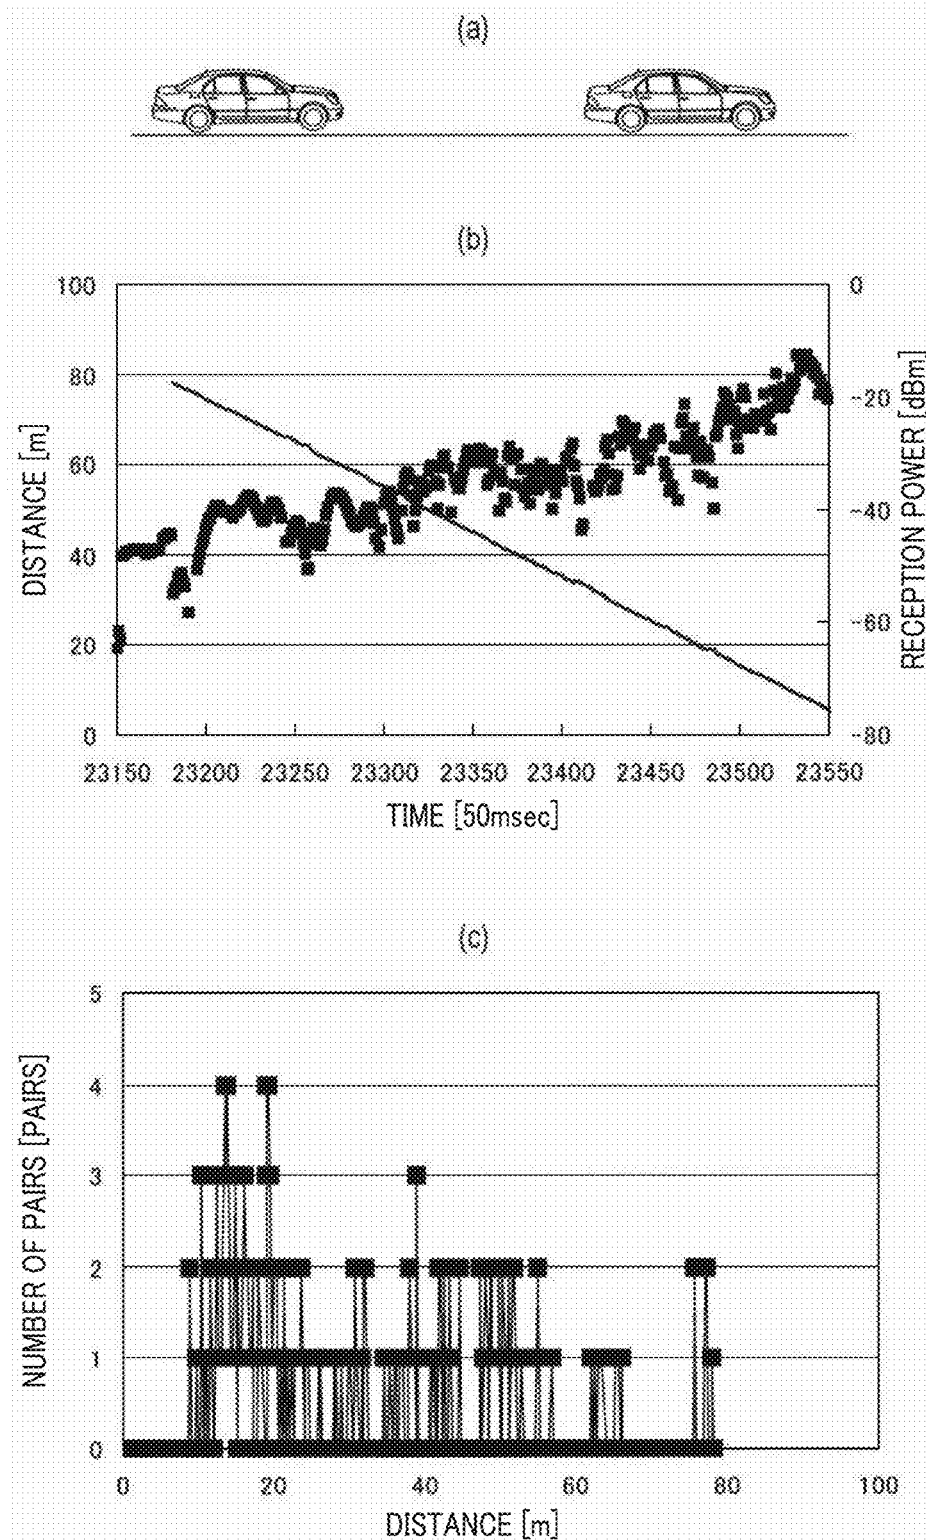 (a)
(b)
100 80 60 40 20 0
DISTANCE [m]
0 -20 -40 -60 -80
RECEPTION POWER [dBm]
23150 23200 23250 23300 23350 23400 23450 23500 23550
TIME [50msec]
(c)
5 4 3 2 1 0
NUMBER OF PAIRS [PAIRS]
0 20 40 60 80 100
DISTANCE [m]